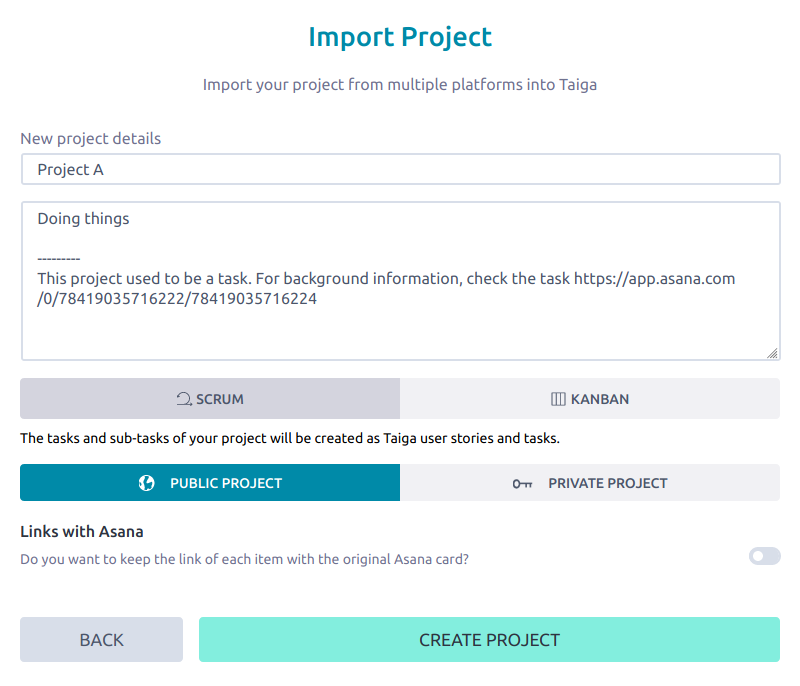 Import Project
Import your project from multiple platforms into Taiga
New project details
Project A
Doing things
---------
This project used to be a task. For background information, check the task https://app.asana.com
/0/78419035716222/78419035716224
SCRUM
KANBAN
The tasks and sub-tasks of your project will be created as Taiga user stories and tasks.
PUBLIC PROJECT
PRIVATE PROJECT
Links with Asana
Do you want to keep the link of each item with the original Asana card?
BACK
CREATE PROJECT